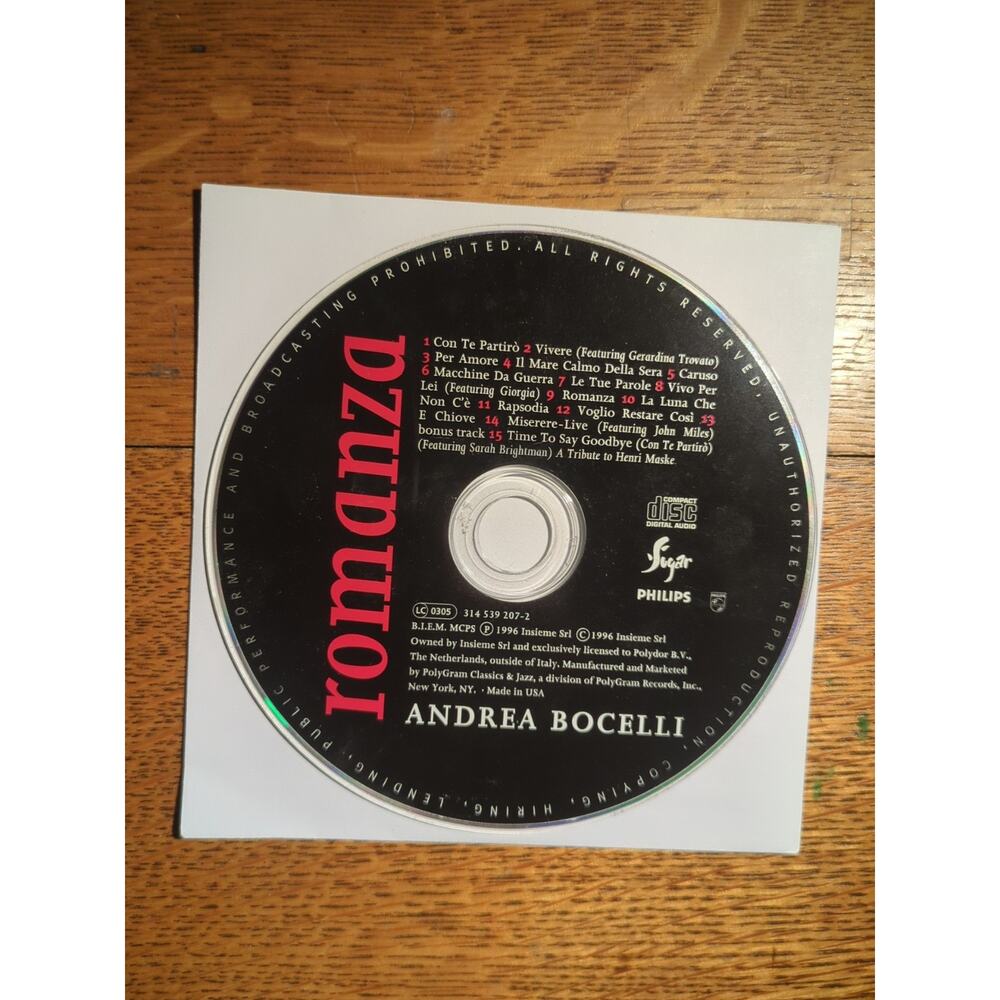 PUBLIC PERFORMANCE AND BROADCASTING PROHIBITED. ALL RIGHTS RESERVED, UNAUTHORIZED REPRODUCTION, COPYING, HIRING, LENDING,
romanza
1 Con Te Partirò 2 Vivere (Featuring Gerardina Trovato)
3 Per Amore 4 Il Mare Calmo Della Sera 5 Caruso
6 Macchine Da Guerra 7 Le Tue Parole 8 Vivo Per
Lei (Featuring Giorgia) 9 Romanza 10 La Luna Che
Non C'è 11 Rapsodia 12 Voglio Restare Così 13
E Chiove 14 Miserere-Live (Featuring John Miles)
bonus track 15 Time To Say Goodbye (Con Te Partirò)
(Featuring Sarah Brightman) A Tribute to Henri Maske
COMPACT
disc
DIGITAL AUDIO
Sugar
PHILIPS
LC 0305 314 539 207-2
B.I.E.M. MCPS Ⓟ 1996 Insieme Srl ©1996 Insieme Srl
Owned by Insieme Srl and exclusively licensed to Polydor B.V.,
The Netherlands, outside of Italy. Manufactured and Marketed
by PolyGram Classics & Jazz, a division of PolyGram Records, Inc.,
New York, NY. · Made in USA
ANDREA BOCELLI